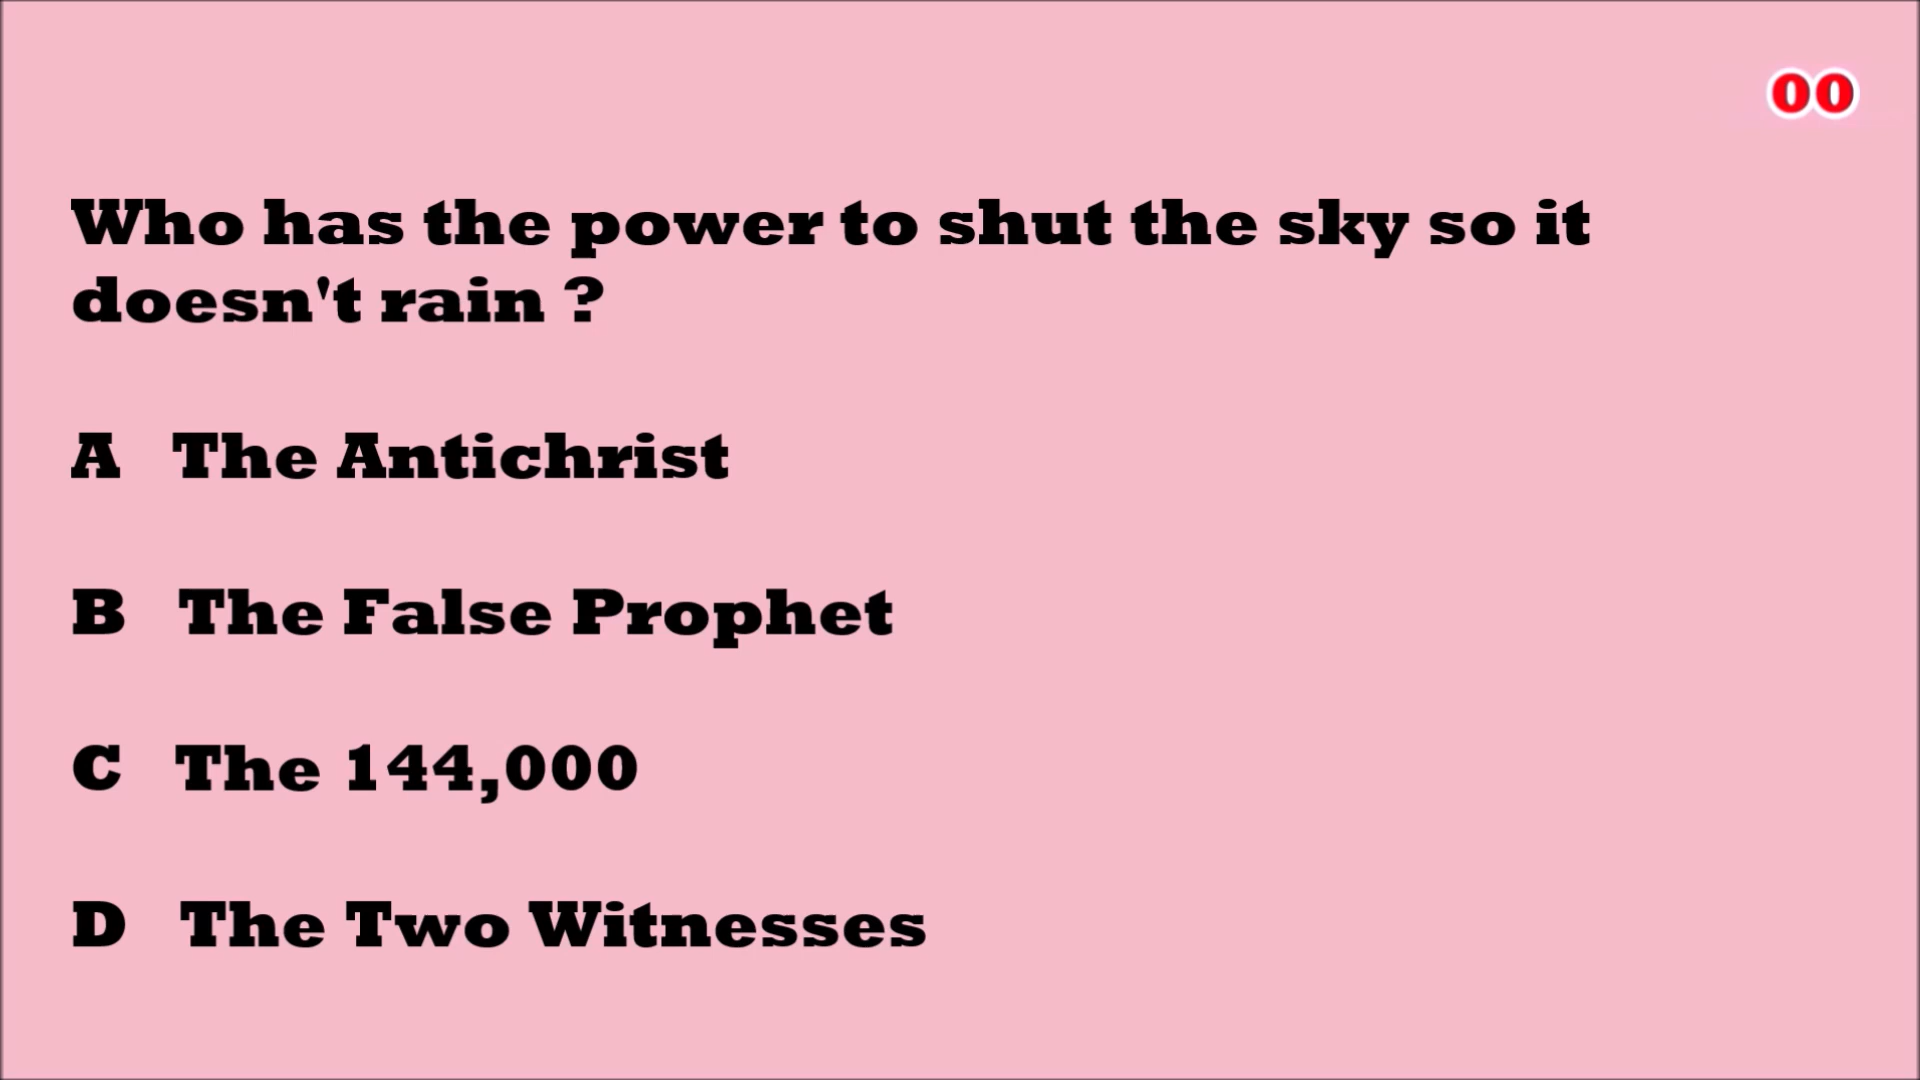 00
Who has the power to shut the sky so it
doesn't rain ?
A The Antichrist
B The False Prophet
C The 144,000
D The Two Witnesses